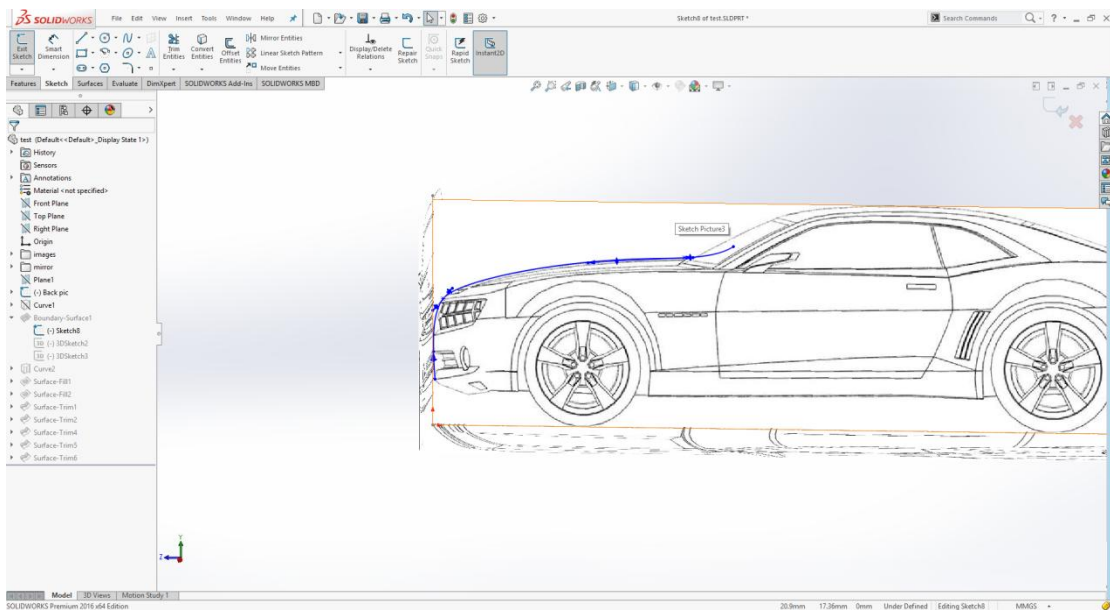 SOLIDWORKS File Edit View Insert Tools Window Help Sketch8 of test.SLDPRT * Search Commands
Exit Sketch
Smart Dimension
Trim Entities
Convert Entities
Offset Entities
Mirror Entities
Linear Sketch Pattern
Move Entities
Display/Delete Relations
Repair Sketch
Quick Snaps
Rapid Sketch
Instant2D
Features Sketch Surfaces Evaluate DimXpert SOLIDWORKS Add-Ins SOLIDWORKS MBD
test (Default<<Default>_Display State 1>)
History
Sensors
Annotations
Material <not specified>
Front Plane
Top Plane
Right Plane
Origin
images
mirror
Plane1
(-) Back pic
Curve1
Boundary-Surface1
(-) Sketch8
3D (-) 3DSketch2
3D (-) 3DSketch3
Curve2
Surface-Fill1
Surface-Fill2
Surface-Trim1
Surface-Trim2
Surface-Trim4
Surface-Trim5
Surface-Trim6
Sketch Picture3
Y
Z
Model 3D Views Motion Study 1
SOLIDWORKS Premium 2016 x64 Edition 20.9mm 17.36mm 0mm Under Defined Editing Sketch8 MMGS